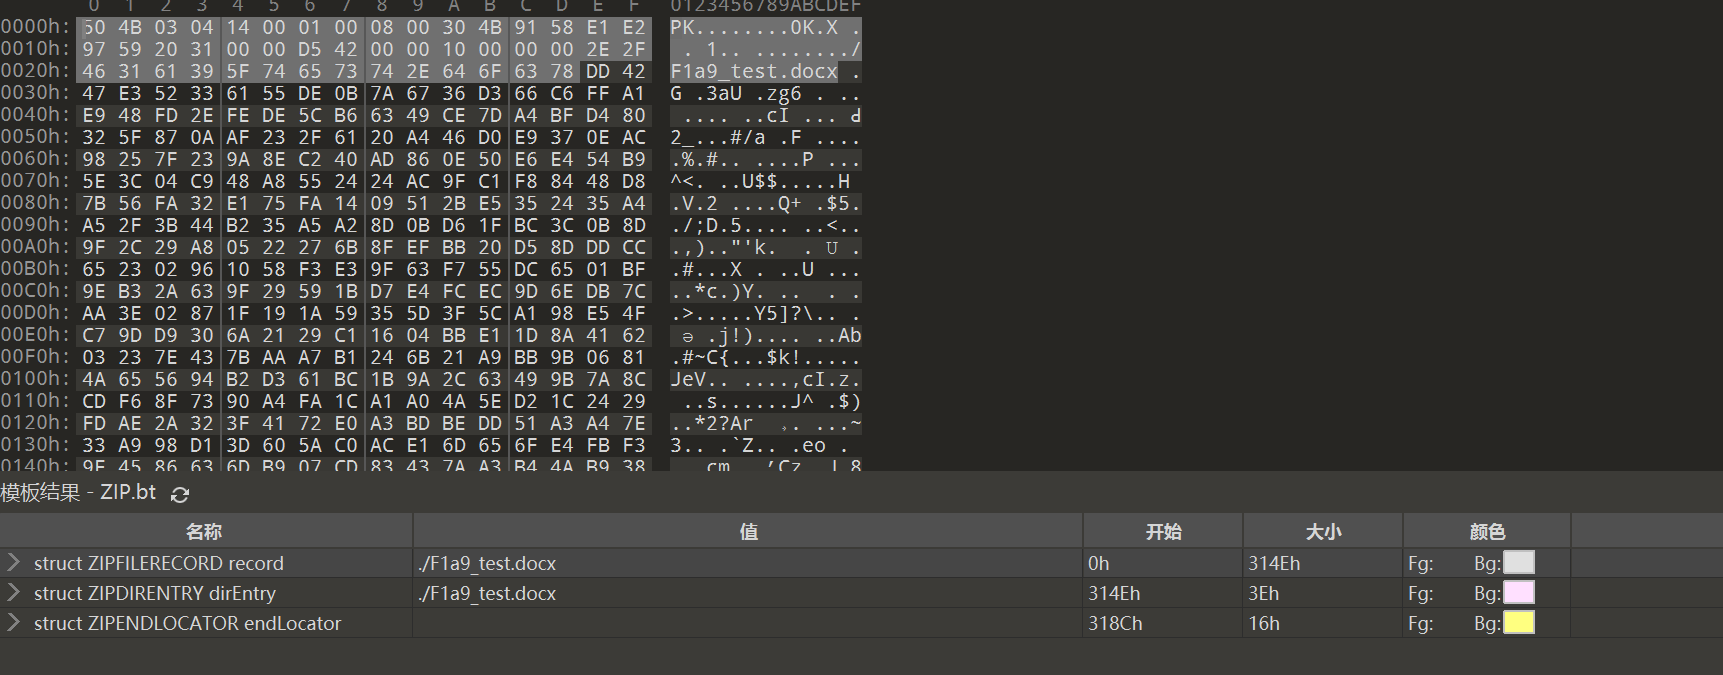 0 1 2 3 4 5 6 7 8 9 A B C D E F 0123456789ABCDEF
0000h: 50 4B 03 04 14 00 01 00 08 00 30 4B 91 58 E1 E2 PK........0K.X
0010h: 97 59 20 31 00 00 D5 42 00 00 10 00 00 00 2E 2F . 1.. ......../
0020h: 46 31 61 39 5F 74 65 73 74 2E 64 6F 63 78 DD 42 F1a9_test.docx .
0030h: 47 E3 52 33 61 55 DE 0B 7A 67 36 D3 66 C6 FF A1 G .3aU .zg6 . ..
0040h: E9 48 FD 2E FE DE 5C B6 63 49 CE 7D A4 BF D4 80 .... ..cI ...
0050h: 32 5F 87 0A AF 23 2F 61 20 A4 46 D0 E9 37 0E AC 2_...#/a .F ....
0060h: 98 25 7F 23 9A 8E C2 40 AD 86 0E 50 E6 E4 54 B9 .%.#.. ....P ...
0070h: 5E 3C 04 C9 48 A8 55 24 24 AC 9F C1 F8 84 48 D8 ^<. ..U$$.....H
0080h: 7B 56 FA 32 E1 75 FA 14 09 51 2B E5 35 24 35 A4 .V.2 ....Q+ .$5.
0090h: A5 2F 3B 44 B2 35 A5 A2 8D 0B D6 1F BC 3C 0B 8D ./;D.5.... ..<..
00A0h: 9F 2C 29 A8 05 22 27 6B 8F EF BB 20 D5 8D DD CC .,).."'k. . U .
00B0h: 65 23 02 96 10 58 F3 E3 9F 63 F7 55 DC 65 01 BF .#...X . ..U ...
00C0h: 9E B3 2A 63 9F 29 59 1B D7 E4 FC EC 9D 6E DB 7C ..*c.)Y. .. . .
00D0h: AA 3E 02 87 1F 19 1A 59 35 5D 3F 5C A1 98 E5 4F .>.....Y5]?\.. .
00E0h: C7 9D D9 30 6A 21 29 C1 16 04 BB E1 1D 8A 41 62 .j!).... ..Ab
00F0h: 03 23 7E 43 7B AA A7 B1 24 6B 21 A9 BB 9B 06 81 .#~C{...$k!.....
0100h: 4A 65 56 94 B2 D3 61 BC 1B 9A 2C 63 49 9B 7A 8C JeV.. ....,cI.z.
0110h: CD F6 8F 73 90 A4 FA 1C A1 A0 4A 5E D2 1C 24 29 ..s......J^ .$)
0120h: FD AE 2A 32 3F 41 72 E0 A3 BD BE DD 51 A3 A4 7E ..*2?Ar . ...~
0130h: 33 A9 98 D1 3D 60 5A C0 AC E1 6D 65 6F E4 FB F3 3.. .`Z.. .eo .
0140h: 9E 45 86 63 6D B9 07 CD 83 43 7A A3 B4 4A B9 38
模板结果 - ZIP.bt
名称 值 开始 大小 颜色
struct ZIPFILERECORD record ./F1a9_test.docx 0h 314Eh Fg: Bg:
struct ZIPDIRENTRY dirEntry ./F1a9_test.docx 314Eh 3Eh Fg: Bg:
struct ZIPENDLOCATOR endLocator 318Ch 16h Fg: Bg: